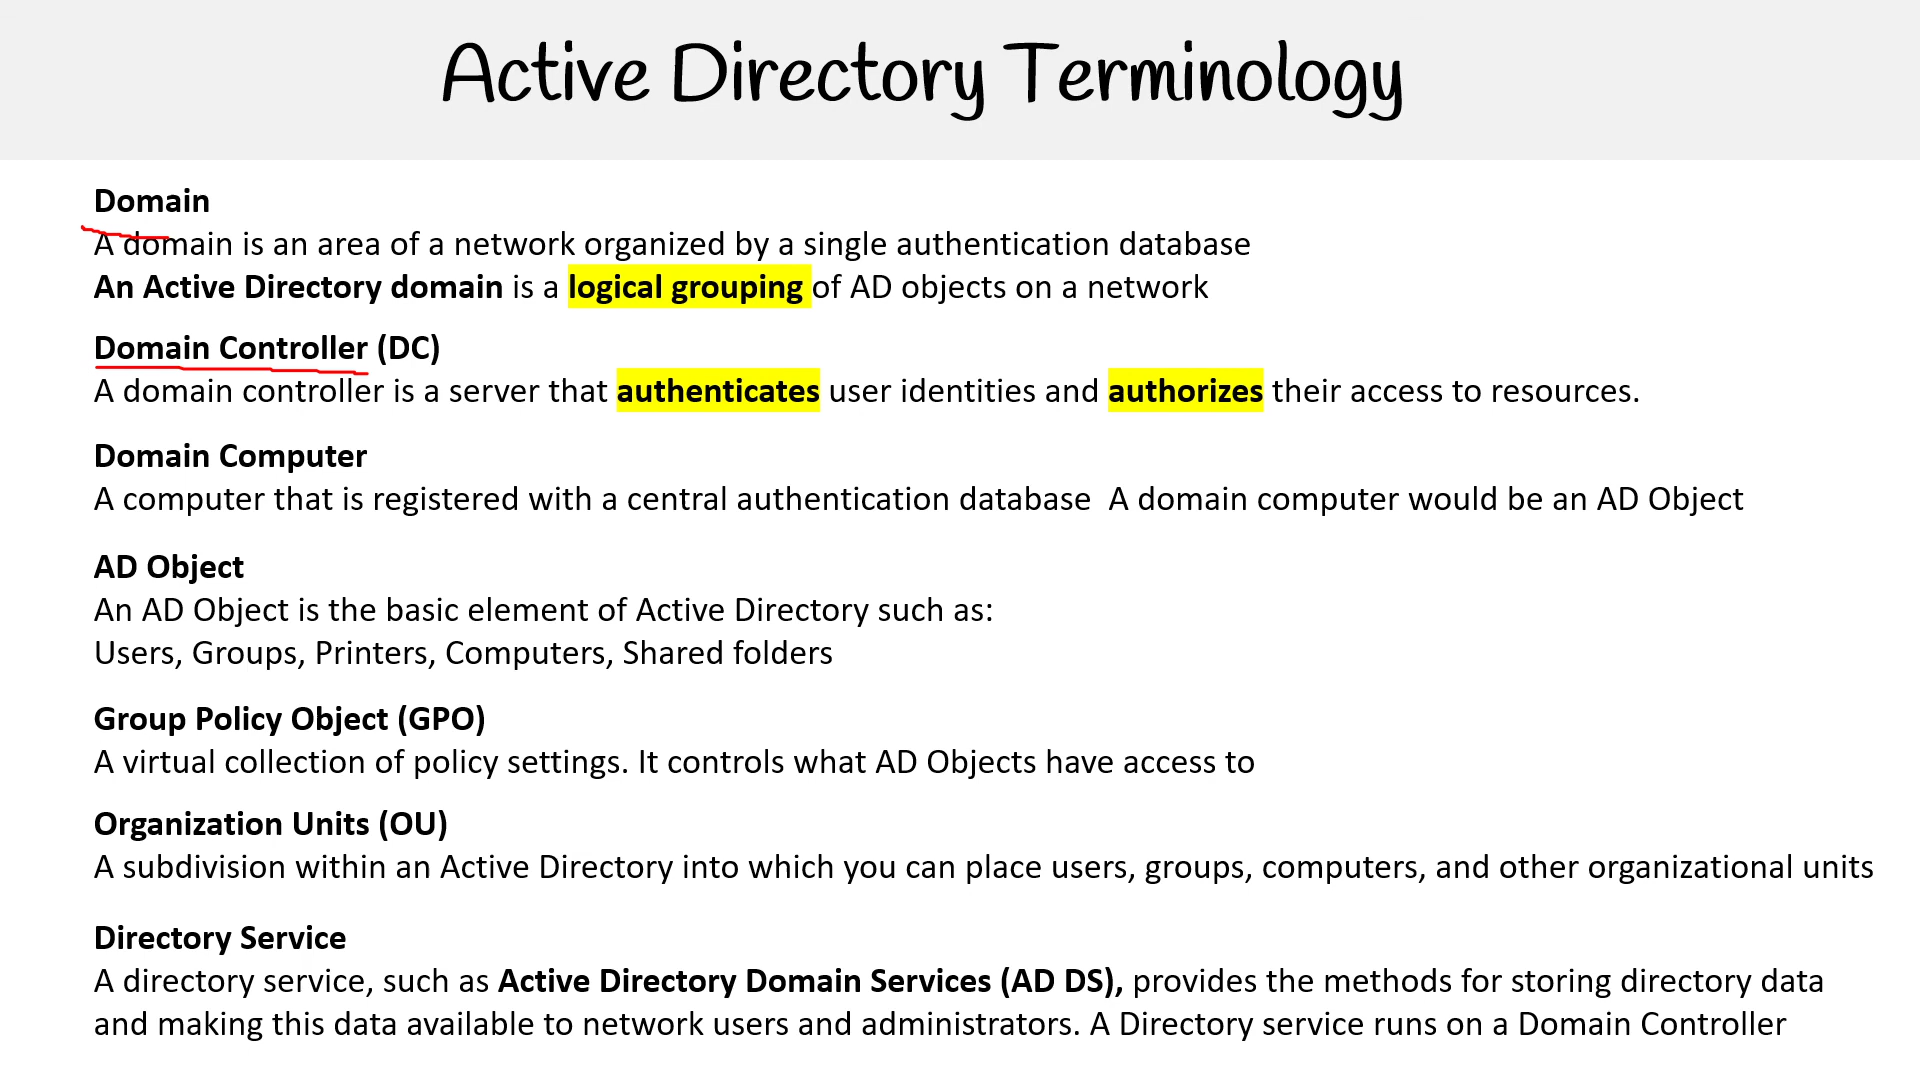 Active Directory Terminology
Domain
A domain is an area of a network organized by a single authentication database
An Active Directory domain is a logical grouping of AD objects on a network
Domain Controller (DC)
A domain controller is a server that authenticates user identities and authorizes their access to resources.
Domain Computer
A computer that is registered with a central authentication database  A domain computer would be an AD Object
AD Object
An AD Object is the basic element of Active Directory such as:
Users, Groups, Printers, Computers, Shared folders
Group Policy Object (GPO)
A virtual collection of policy settings. It controls what AD Objects have access to
Organization Units (OU)
A subdivision within an Active Directory into which you can place users, groups, computers, and other organizational units
Directory Service
A directory service, such as Active Directory Domain Services (AD DS), provides the methods for storing directory data
and making this data available to network users and administrators. A Directory service runs on a Domain Controller